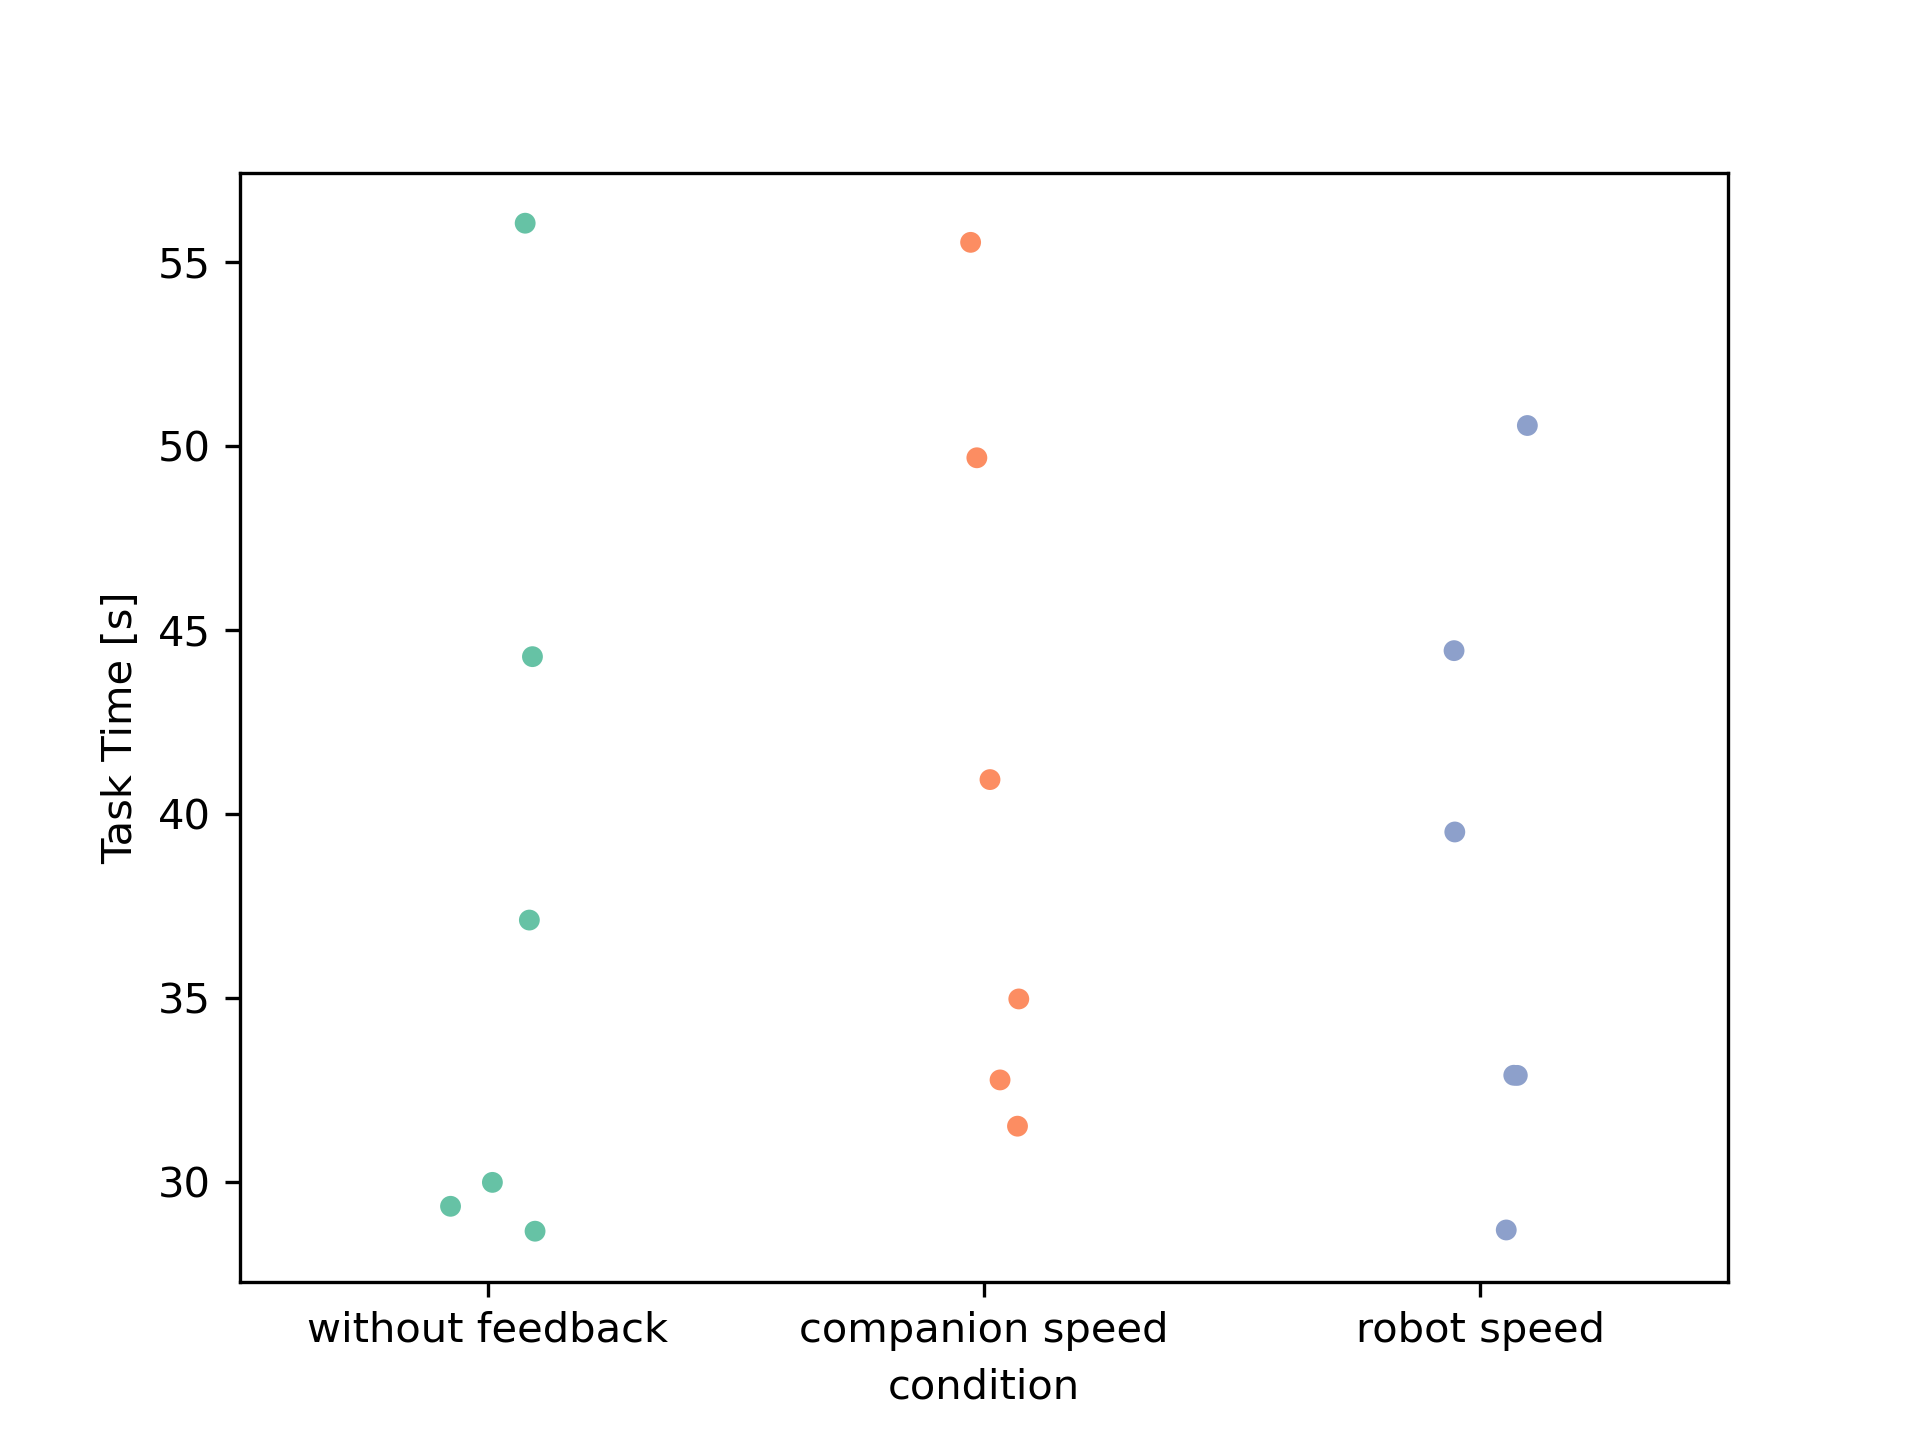 55
50
45
40
35
30
Task Time [s]
without feedback
companion speed
robot speed
condition